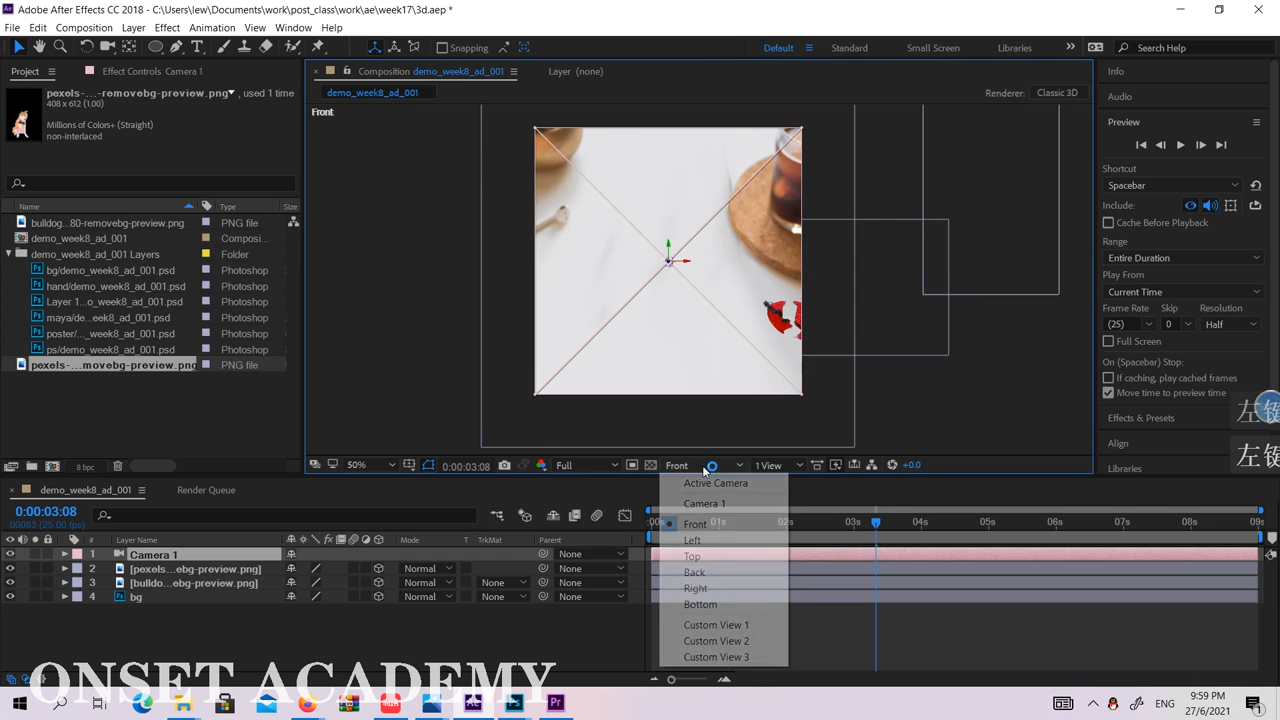 Adobe After Effects CC 2018 - C:\Users\lew\Documents\work\post_class\work\ae\week17\3d.aep *
File Edit Composition Layer Effect Animation View Window Help
Snapping
Default Standard Small Screen Libraries Search Help
Project Effect Controls Camera 1
Composition demo_week8_ad_001 Layer (none)
Info
pexels-...-removebg-preview.png, used 1 time
408 x 612 (1.00)
demo_week8_ad_001
Renderer: Classic 3D
Audio
Millions of Colors+ (Straight)
non-interlaced
Front
Preview
Shortcut
Spacebar
Include:
Cache Before Playback
Range
Entire Duration
Play From
Current Time
Frame Rate Skip Resolution
(25) 0 Half
Full Screen
On (Spacebar) Stop:
If caching, play cached frames
Move time to preview time
Effects & Presets
Align
Libraries
左键
左键
Name Type Size
bulldog...80-removebg-preview.png PNG file
demo_week8_ad_001 Composi...
demo_week8_ad_001 Layers Folder
bg/demo_week8_ad_001.psd Photoshop
hand/demo_week8_ad_001.psd Photoshop
Layer 1...o_week8_ad_001.psd Photoshop
maya/de...eek8_ad_001.psd Photoshop
poster/..._week8_ad_001.psd Photoshop
ps/demo_week8_ad_001.psd Photoshop
pexels-...movebg-preview.png PNG file
8 bpc
50% 0:00:03:08 Full Front 1 View +0.0
Active Camera
Camera 1
Front
Left
Top
Back
Right
Bottom
Custom View 1
Custom View 2
Custom View 3
demo_week8_ad_001 Render Queue
0:00:03:08
00083 (25.00 fps)
:00s 01s 02s 03s 04s 05s 06s 07s 08s 09s
# Layer Name Mode T TrkMat Parent
1 Camera 1 None
2 [pexels...ebg-preview.png] Normal None
3 [bulldo...ebg-preview.png] Normal None None
4 bg Normal None None
ONSET ACADEMY
ENG
9:59 PM
27/6/2021
1